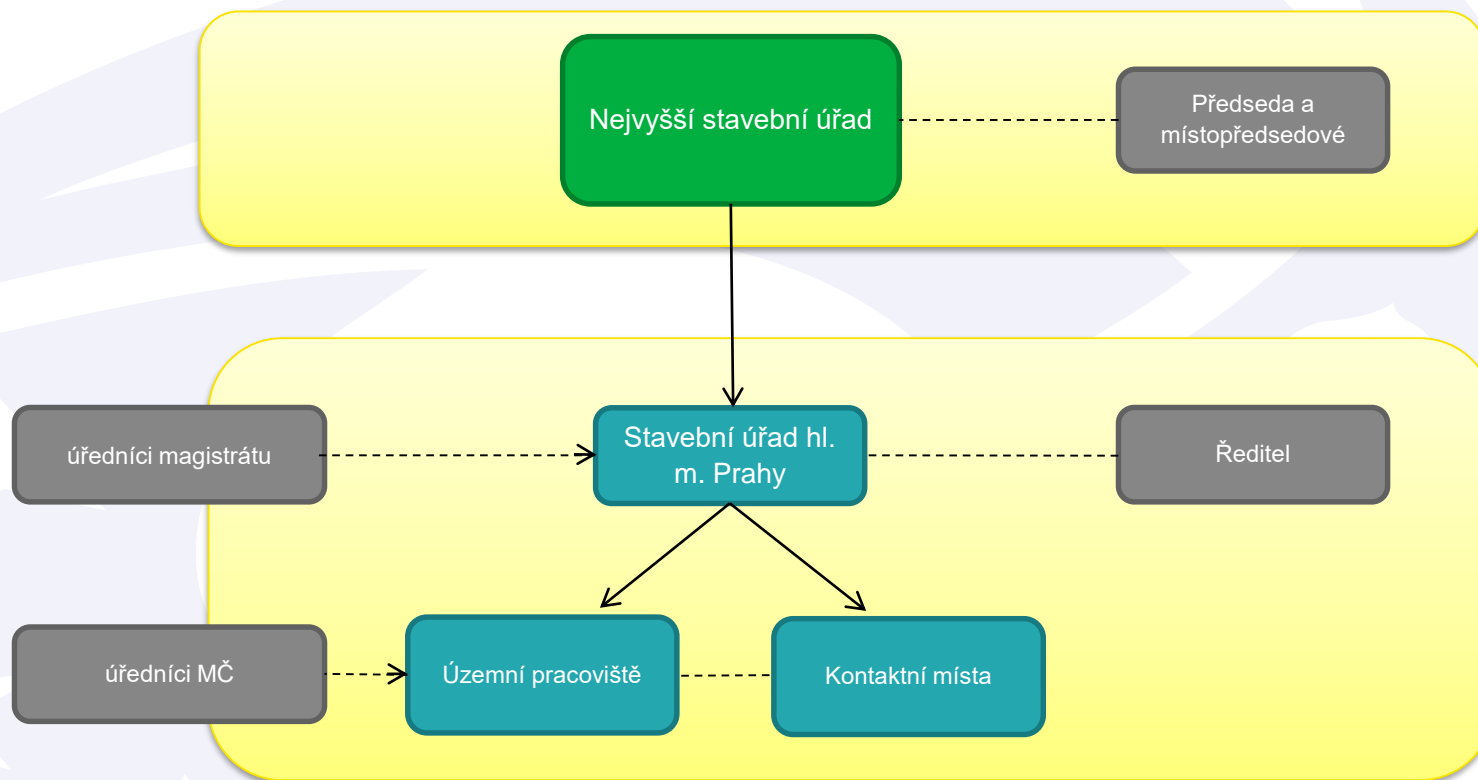 Nejvyšší stavební úřad
Předseda a
místopředsedové
úředníci magistrátu
Stavební úřad hl.
m. Prahy
Ředitel
úředníci MČ
Územní pracoviště
Kontaktní místa